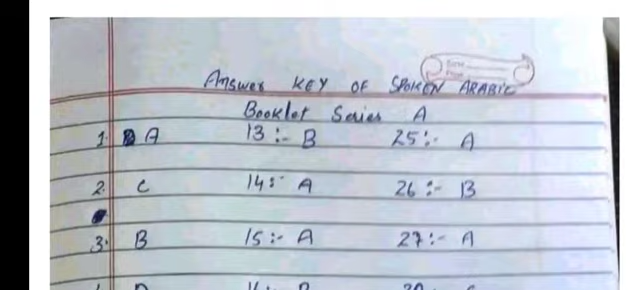 Answer KEY OF SPOKEN ARABIC
Booklet Series A
1. A 13:- B 25:- A
2. C 14:- A 26:- B
3. B 15:- A 27:- A